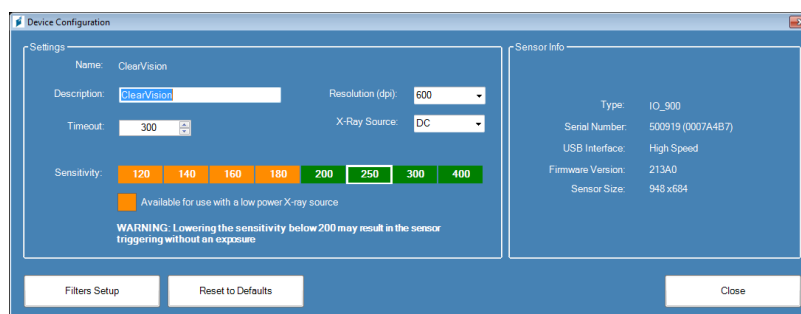 Device Configuration
Settings
Name: ClearVision
Description: ClearVision
Resolution (dpi): 600
Timeout: 300
X-Ray Source: DC
Sensitivity: 120 140 160 180 200 250 300 400
Available for use with a low power X-ray source
WARNING: Lowering the sensitivity below 200 may result in the sensor
triggering without an exposure
Sensor Info
Type: IO_900
Serial Number: 500919 (0007A4B7)
USB Interface: High Speed
Firmware Version: 213A0
Sensor Size: 948 x684
Filters Setup
Reset to Defaults
Close